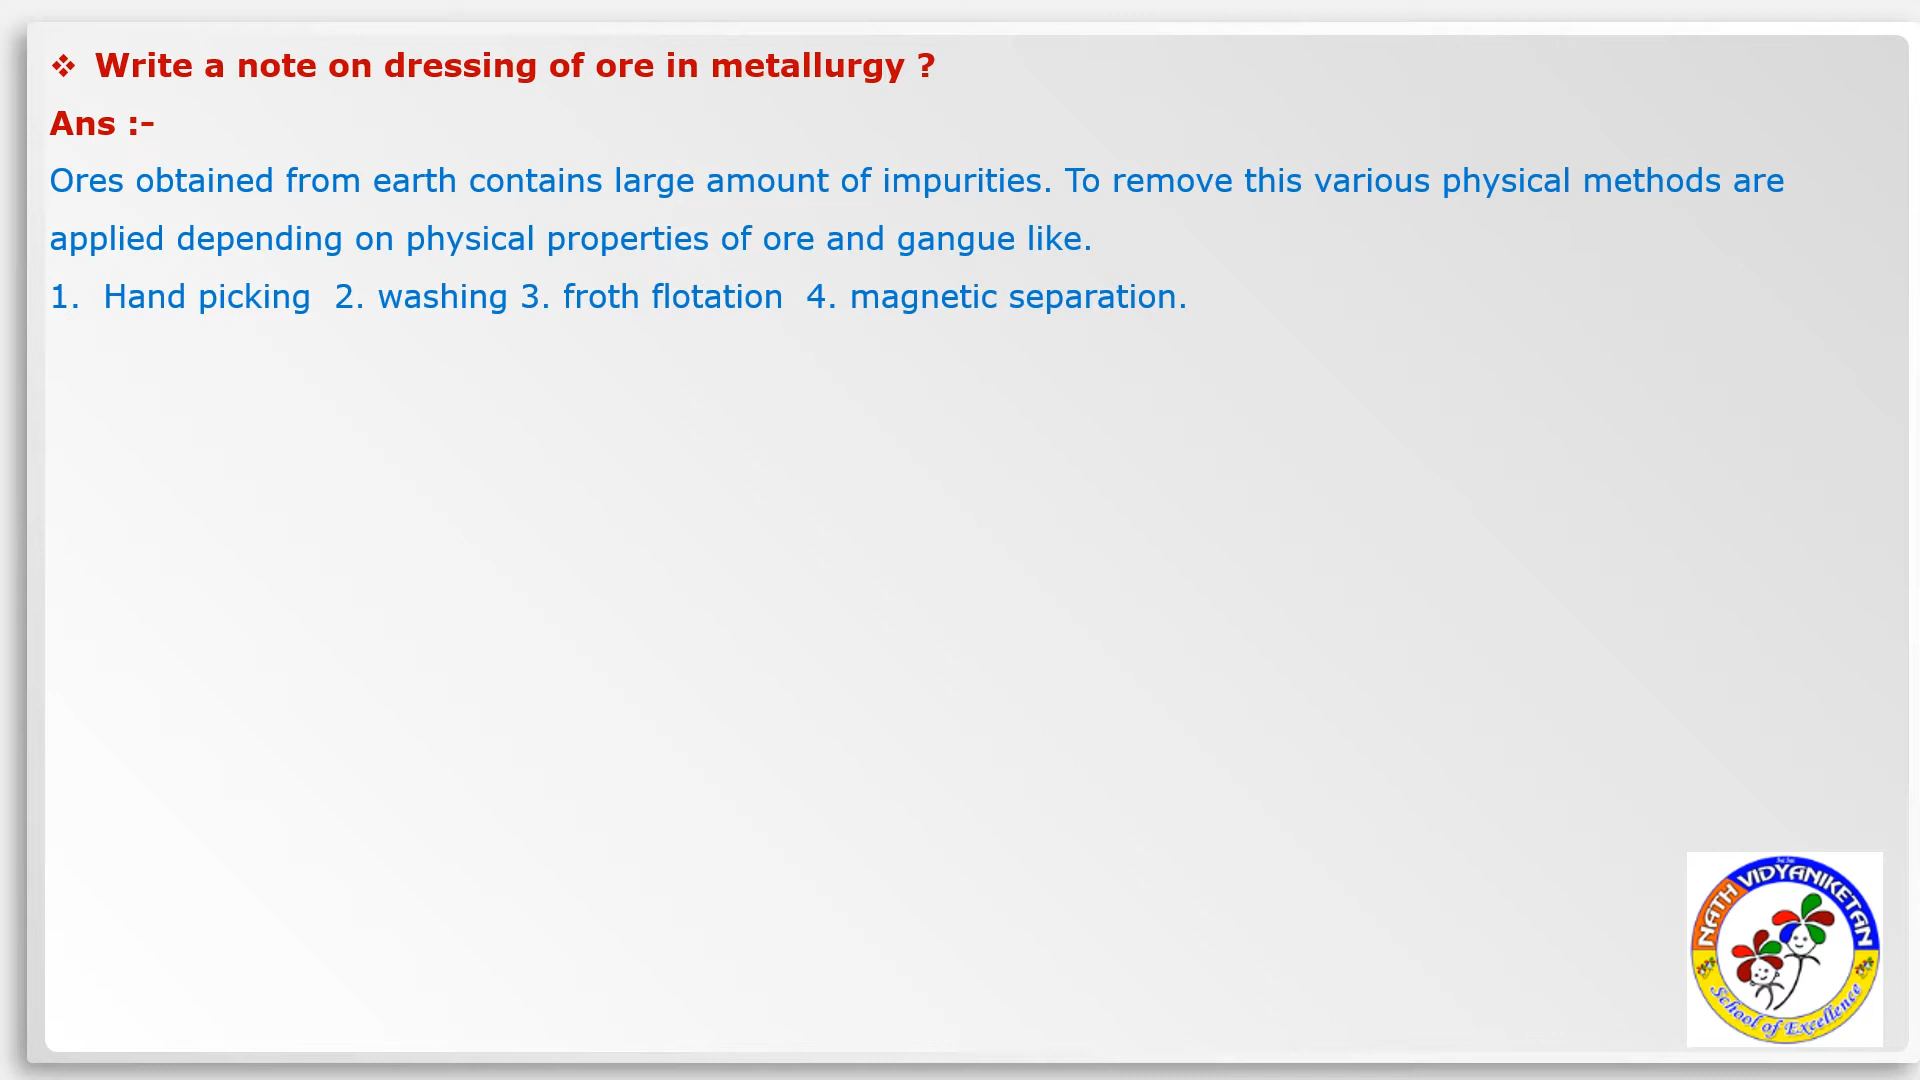 ❖ Write a note on dressing of ore in metallurgy ?
Ans :–
Ores obtained from earth contains large amount of impurities. To remove this various physical methods are
applied depending on physical properties of ore and gangue like.
1. Hand picking 2. washing 3. froth flotation 4. magnetic separation.
NATH VIDYANIKETAN
School of Excellence